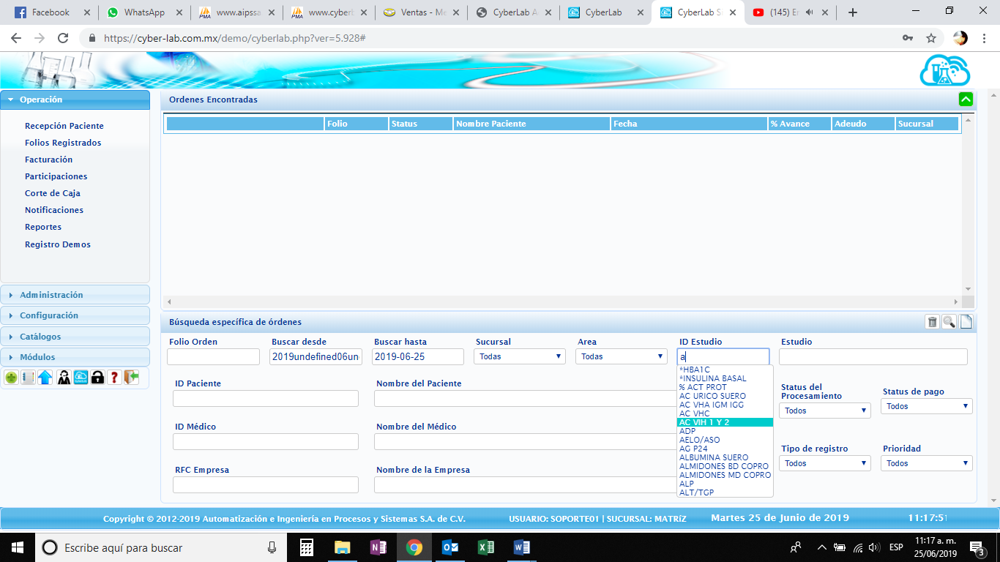 Facebook
WhatsApp
www.aipssa
www.cyberl
Ventas - Me
CyberLab A
CyberLab
CyberLab S
(145) E
https://cyber-lab.com.mx/demo/cyberlab.php?ver=5.928#
Operación
Ordenes Encontradas
Folio Status Nombre Paciente Fecha % Avance Adeudo Sucursal
Recepción Paciente
Folios Registrados
Facturación
Participaciones
Corte de Caja
Notificaciones
Reportes
Registro Demos
Administración
Configuración
Catálogos
Módulos
Búsqueda específica de órdenes
Folio Orden Buscar desde Buscar hasta Sucursal Area ID Estudio Estudio
2019undefined06un 2019-06-25 Todas Todas a
*HBA1C
*INSULINA BASAL
% ACT PROT
AC URICO SUERO
AC VHA IGM IGG
AC VHC
AC VIH 1 Y 2
ADP
AELO/ASO
AG P24
ALBUMINA SUERO
ALMIDONES BD COPRO
ALMIDONES MD COPRO
ALP
ALT/TGP
ID Paciente Nombre del Paciente
Status del
Procesamiento
Todos
Status de pago
Todos
ID Médico Nombre del Médico
Tipo de registro
Todos
Prioridad
Todos
RFC Empresa Nombre de la Empresa
Copyright © 2012-2019 Automatización e Ingeniería en Procesos y Sistemas S.A. de C.V. USUARIO: SOPORTE01 | SUCURSAL: MATRíZ Martes 25 de Junio de 2019 11:17:51
Escribe aquí para buscar
ESP
11:17 a. m.
25/06/2019
3